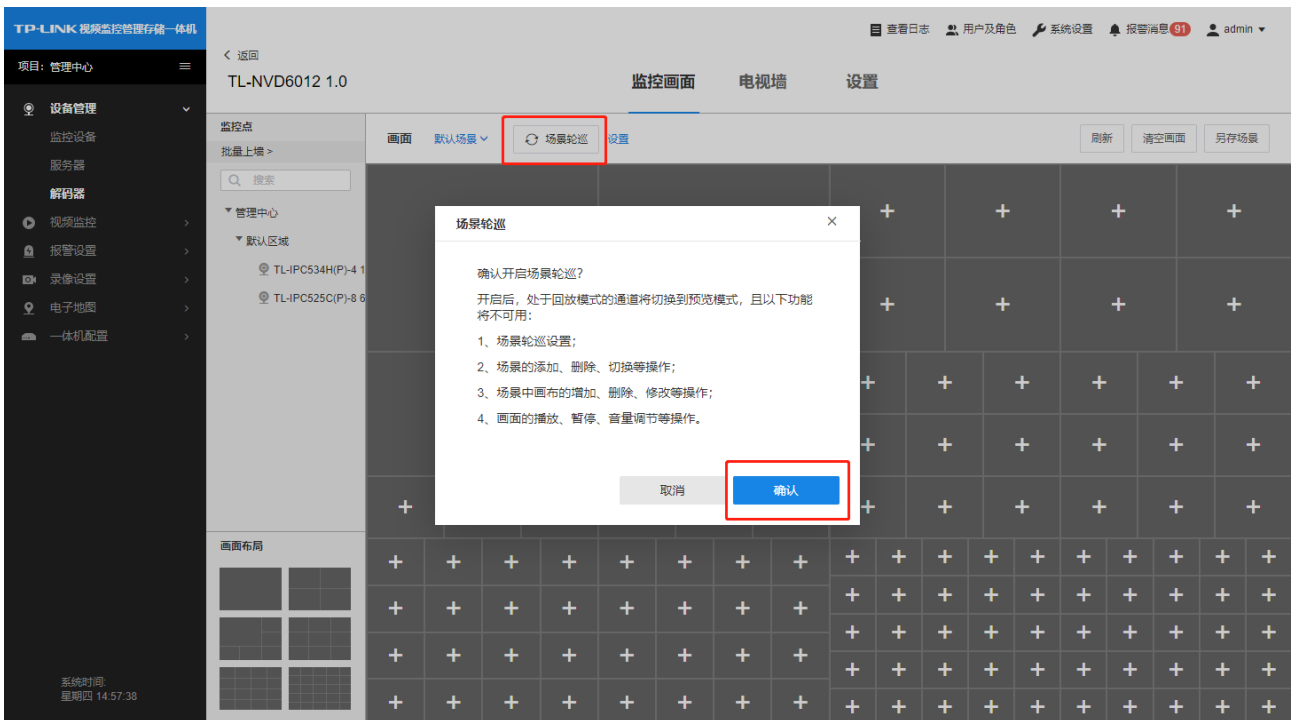 TP-LINK 视频监控管理存储一体机
查看日志 用户及角色 系统设置 报警消息 91 admin
项目: 管理中心
设备管理
监控设备
服务器
解码器
视频监控
报警设置
录像设置
电子地图
一体机配置
系统时间:
星期四 14:57:38
返回
TL-NVD6012 1.0
监控画面 电视墙 设置
监控点
批量上墙 >
搜索
管理中心
默认区域
TL-IPC534H(P)-4 1
TL-IPC525C(P)-8 6
画面布局
画面 默认场景 场景轮巡 设置 刷新 清空画面 另存场景
场景轮巡
确认开启场景轮巡?
开启后，处于回放模式的通道将切换到预览模式，且以下功能
将不可用：
1、场景轮巡设置；
2、场景的添加、删除、切换等操作；
3、场景中画布的增加、删除、修改等操作；
4、画面的播放、暂停、音量调节等操作。
取消 确认